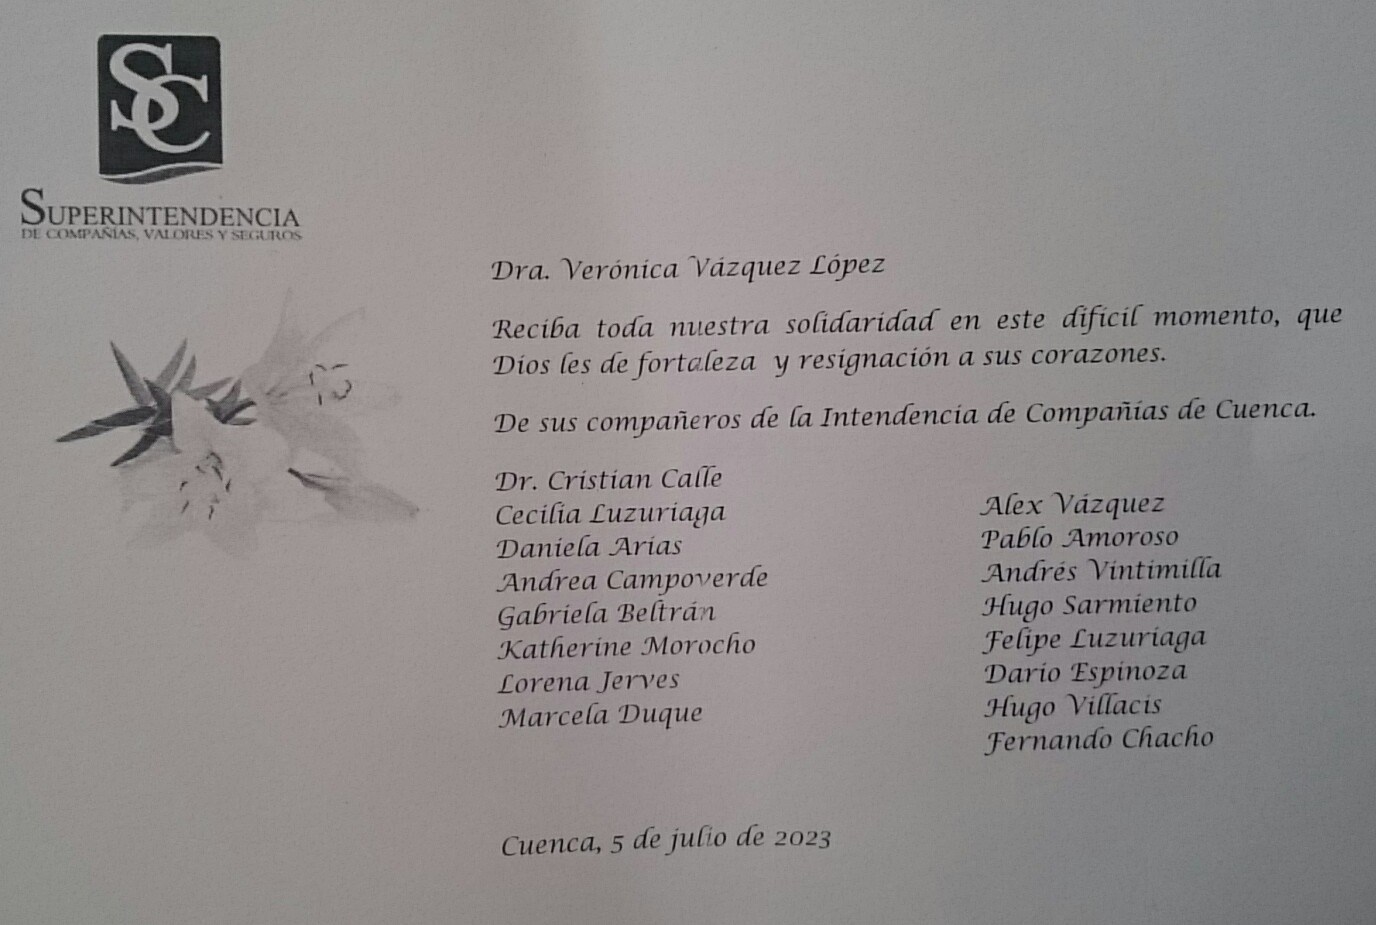 SC
SUPERINTENDENCIA
DE COMPAÑÍAS, VALORES Y SEGUROS
Dra. Verónica Vázquez López
Reciba toda nuestra solidaridad en este difícil momento, que
Dios les de fortaleza y resignación a sus corazones.
De sus compañeros de la Intendencia de Compañías de Cuenca.
Dr. Cristian Calle
Cecilia Luzuriaga
Daniela Arias
Andrea Campoverde
Gabriela Beltrán
Katherine Morocho
Lorena Jerves
Marcela Duque
Alex Vázquez
Pablo Amoroso
Andrés Vintimilla
Hugo Sarmiento
Felipe Luzuriaga
Darío Espinoza
Hugo Villacis
Fernando Chacho
Cuenca, 5 de julio de 2023